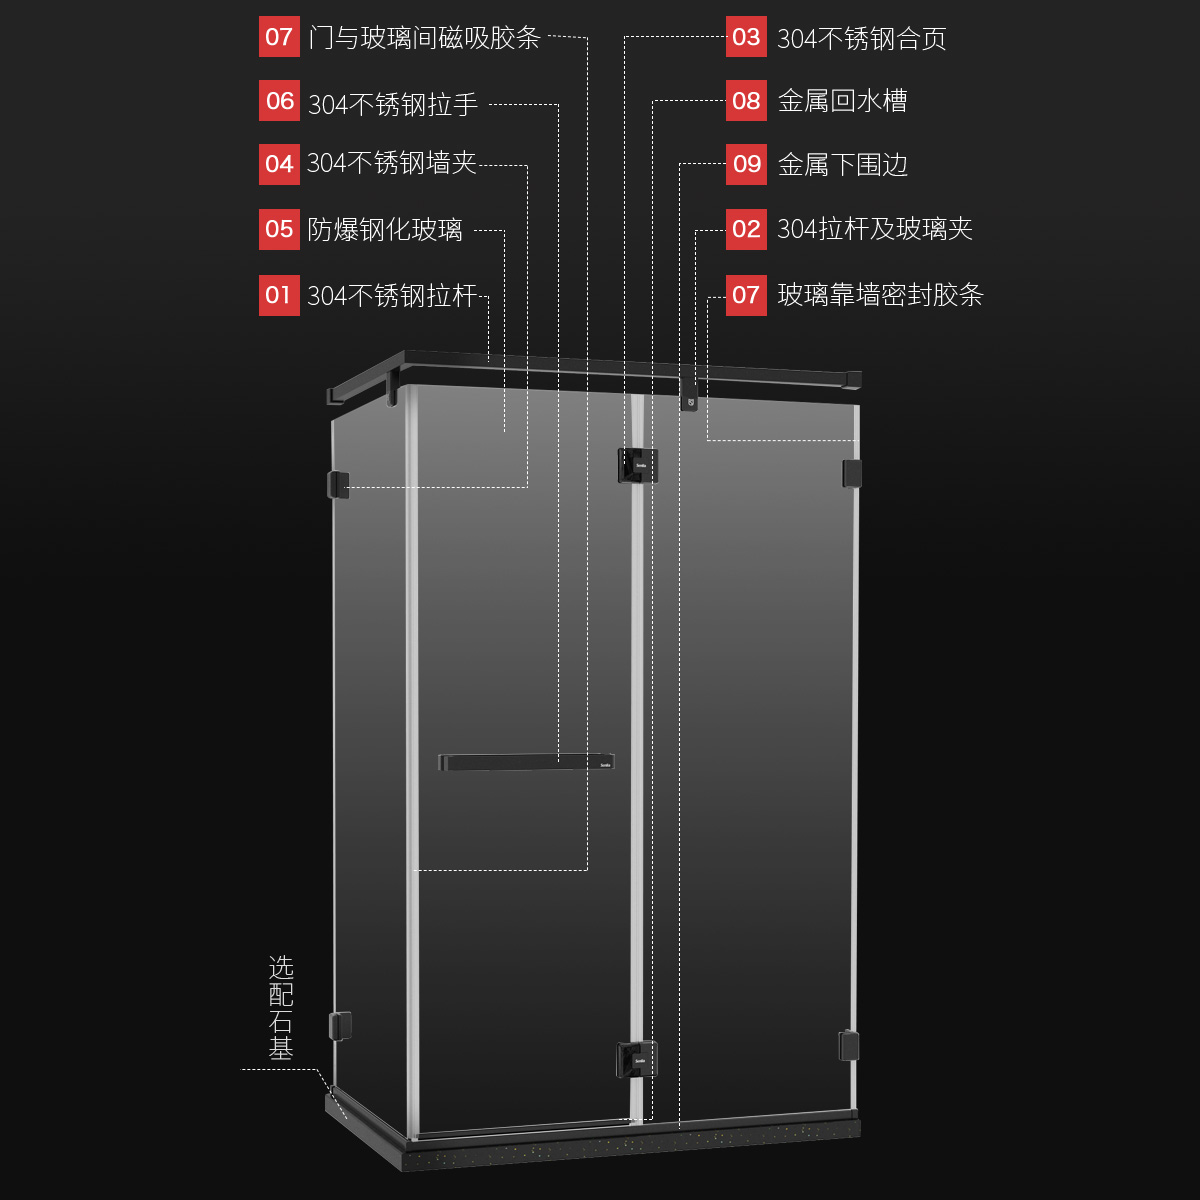 07 门与玻璃间磁吸胶条
06 304不锈钢拉手
04 304不锈钢墙夹
05 防爆钢化玻璃
01 304不锈钢拉杆
03 304不锈钢合页
08 金属回水槽
09 金属下围边
02 304拉杆及玻璃夹
07 玻璃靠墙密封胶条
选配石基